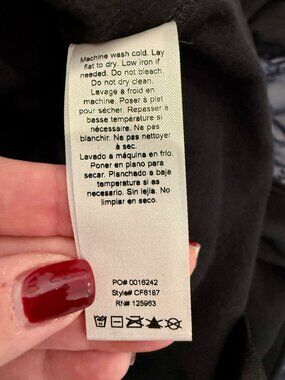 Machine wash cold. Lay
flat to dry. Low iron if
needed. Do not bleach.
Do not dry clean.
Lavage à froid en
machine. Poser à plat
pour sécher. Repasser à
basse température si
nécessaire. Ne pas
blanchir. Ne pas nettoyer
à sec.
Lavado a máquina en frío.
Poner en plano para
secar. Planchado a baja
temperatura si es
necesario. Sin lejía. No
limpiar en seco.
PO# 0016242
Style# CF6187
RN# 125963